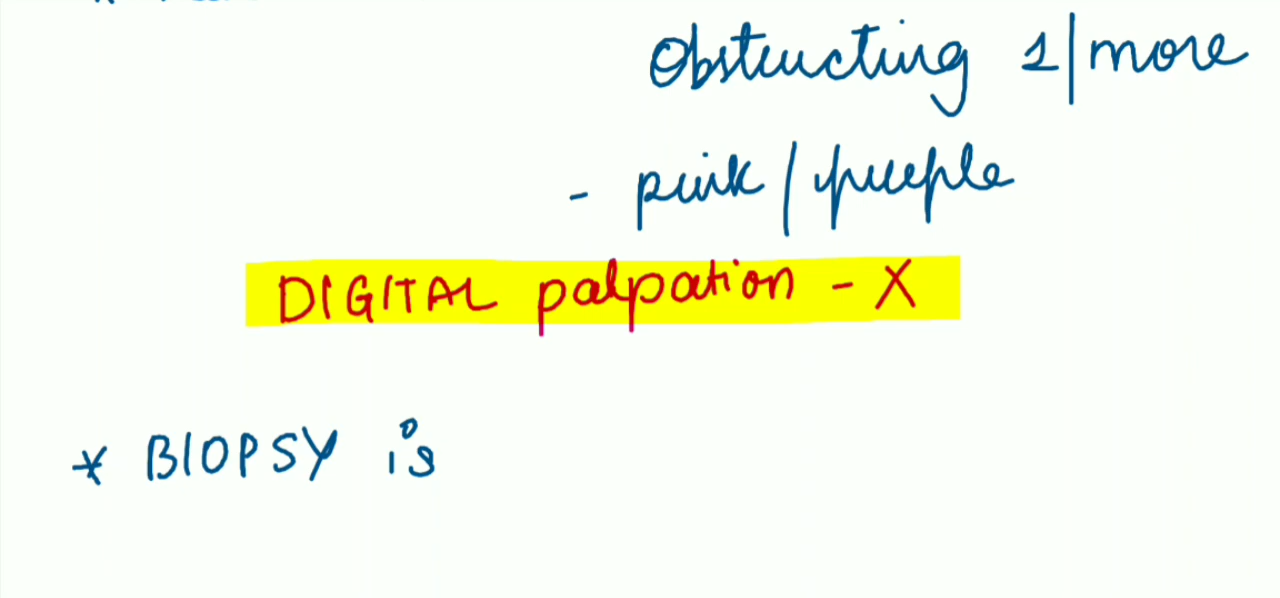 Obstructing 1/more
- pink / purple
DIGITAL palpation - X
* BIOPSY is